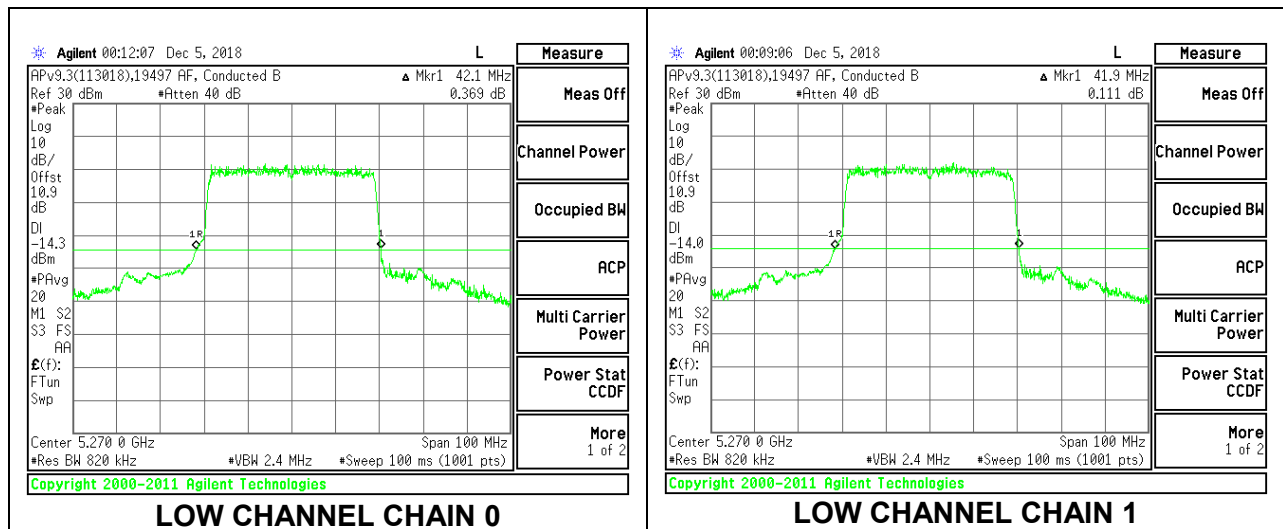 Agilent 00:12:07 Dec 5, 2018 L Measure
APv9.3(113018),19497 AF, Conducted B Δ Mkr1 42.1 MHz
Ref 30 dBm #Atten 40 dB 0.369 dB
Meas Off
#Peak
Log
10
dB/
Offst
10.9
dB
DI
-14.3
dBm
#PAvg
20
M1 S2
S3 FS
AA
£(f):
FTun
Swp
1R
1
Channel Power
Occupied BW
ACP
Multi Carrier
Power
Power Stat
CCDF
More
1 of 2
Center 5.270 0 GHz Span 100 MHz
#Res BW 820 kHz #VBW 2.4 MHz #Sweep 100 ms (1001 pts)
Copyright 2000-2011 Agilent Technologies
LOW CHANNEL CHAIN 0
Agilent 00:09:06 Dec 5, 2018 L Measure
APv9.3(113018),19497 AF, Conducted B Δ Mkr1 41.9 MHz
Ref 30 dBm #Atten 40 dB 0.111 dB
Meas Off
#Peak
Log
10
dB/
Offst
10.9
dB
DI
-14.0
dBm
#PAvg
20
M1 S2
S3 FS
AA
£(f):
FTun
Swp
1R
1
Channel Power
Occupied BW
ACP
Multi Carrier
Power
Power Stat
CCDF
More
1 of 2
Center 5.270 0 GHz Span 100 MHz
#Res BW 820 kHz #VBW 2.4 MHz #Sweep 100 ms (1001 pts)
Copyright 2000-2011 Agilent Technologies
LOW CHANNEL CHAIN 1